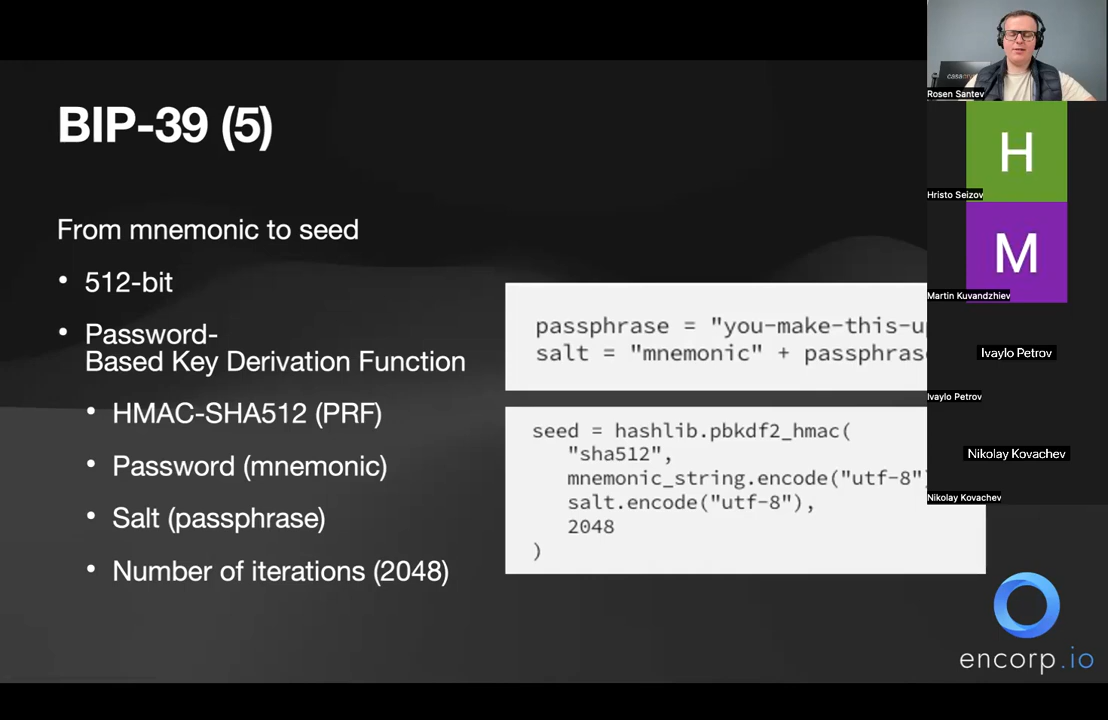 BIP-39 (5)
From mnemonic to seed
• 512-bit
• Password-
Based Key Derivation Function
• HMAC-SHA512 (PRF)
• Password (mnemonic)
• Salt (passphrase)
• Number of iterations (2048)
passphrase = "you-make-this-u
salt = "mnemonic" + passphras
seed = hashlib.pbkdf2_hmac(
"sha512",
mnemonic_string.encode("utf-8"
salt.encode("utf-8"),
2048
)
encorp.io
casa
Rosen Santev
H
Hristo Seizov
M
Martin Kuvandzhiev
Ivaylo Petrov
Ivaylo Petrov
Nikolay Kovachev
Nikolay Kovachev